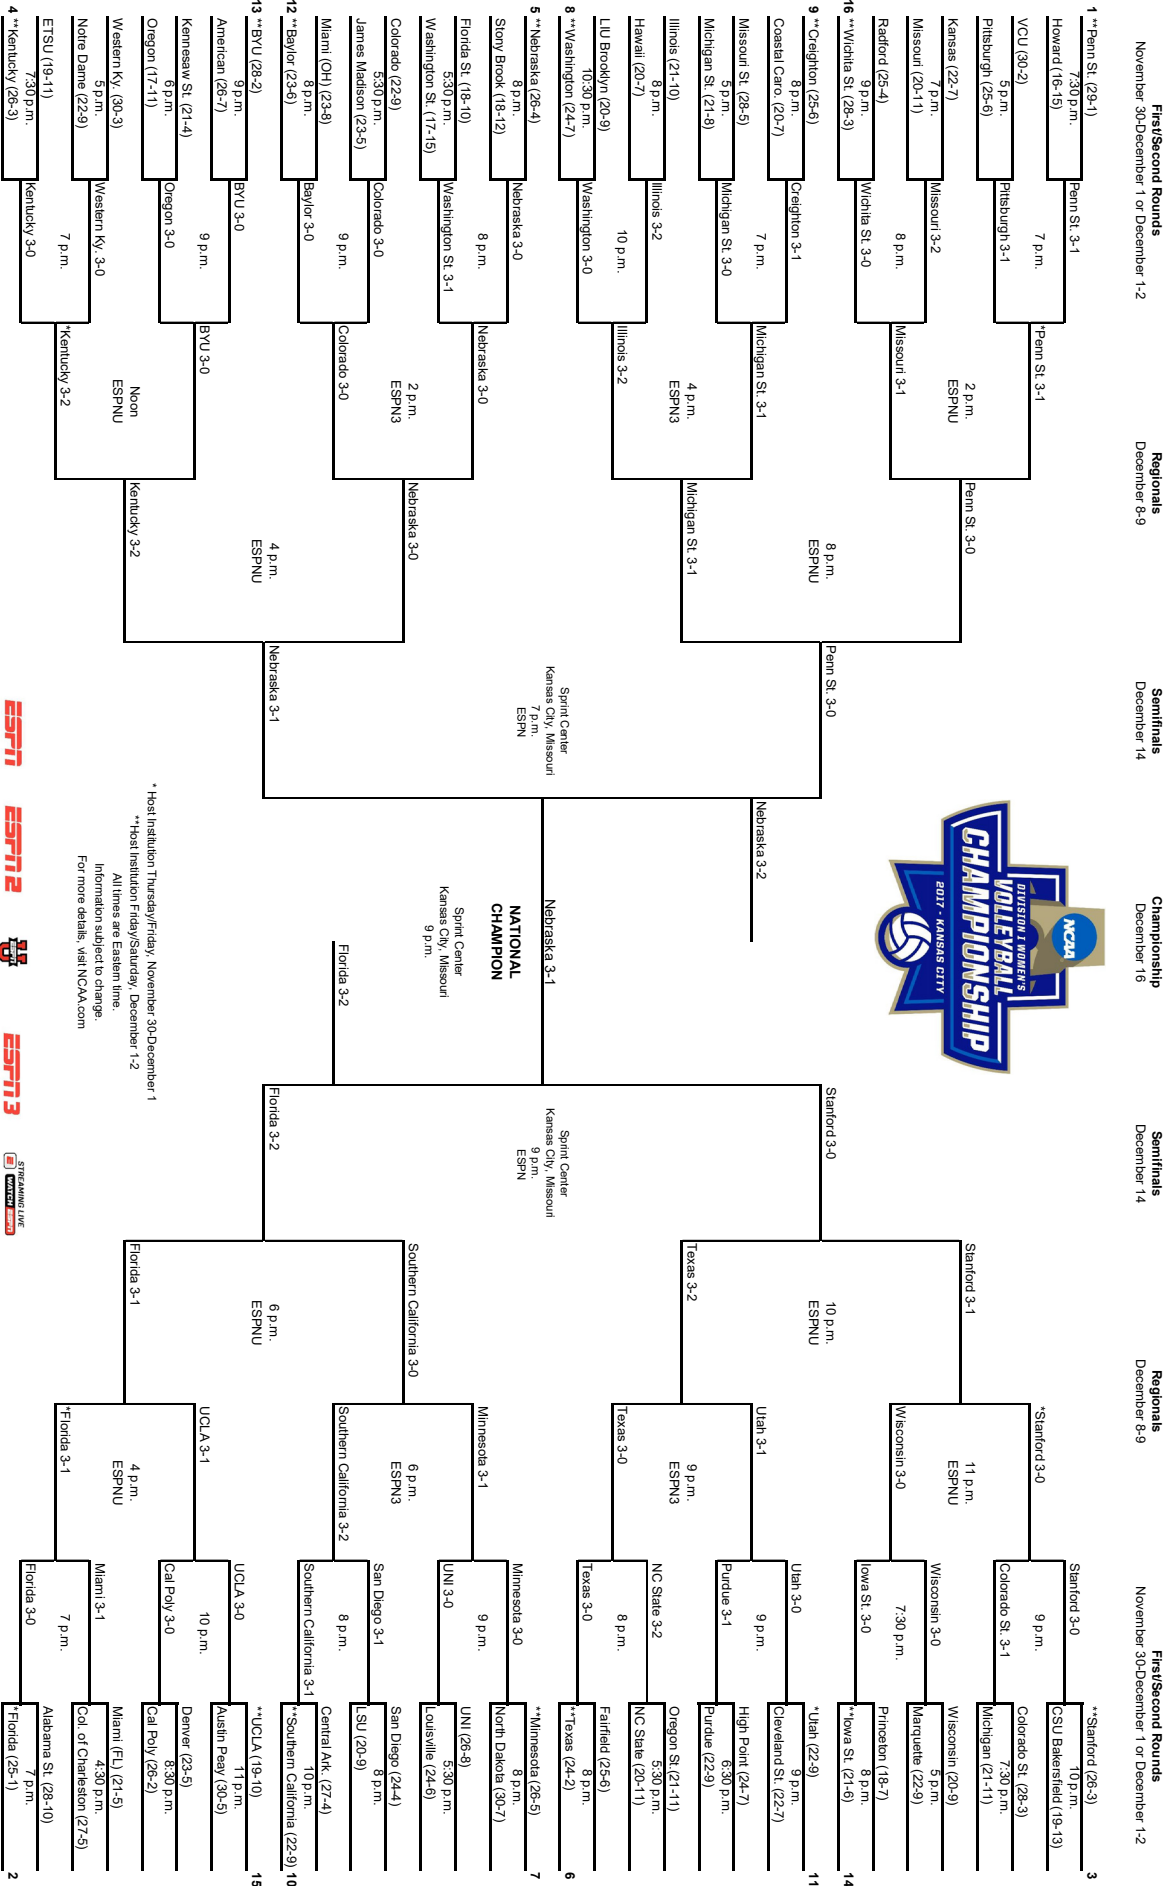 First/Second Rounds
November 30-December 1 or December 1-2
Regionals
December 8-9
Semifinals
December 14
Championship
December 16
Semifinals
December 14
Regionals
December 8-9
First/Second Rounds
November 30-December 1 or December 1-2
1 **Penn St. (29-1)
7:30 p.m.
Howard (16-15)
VCU (30-2)
5 p.m.
Pittsburgh (25-6)
Kansas (22-7)
7 p.m.
Missouri (20-11)
Radford (25-4)
9 p.m.
16 **Wichita St. (28-3)
9 **Creighton (25-6)
8 p.m.
Coastal Caro. (20-7)
Missouri St. (28-5)
5 p.m.
Michigan St. (21-8)
Illinois (21-10)
8 p.m.
Hawaii (20-7)
LIU Brooklyn (20-9)
10:30 p.m.
8 **Washington (24-7)
5 **Nebraska (26-4)
8 p.m.
Stony Brook (18-12)
Florida St. (18-10)
5:30 p.m.
Washington St. (17-15)
Colorado (22-9)
5:30 p.m.
James Madison (23-5)
Miami (OH) (23-8)
8 p.m.
12 **Baylor (23-6)
13 **BYU (28-2)
9 p.m.
American (26-7)
Kennesaw St. (21-4)
6 p.m.
Oregon (17-11)
Western Ky. (30-3)
5 p.m.
Notre Dame (22-9)
ETSU (19-11)
7:30 p.m.
4 **Kentucky (26-3)
Penn St. 3-1
7 p.m.
Pittsburgh 3-1
Missouri 3-2
8 p.m.
Wichita St. 3-0
Creighton 3-1
7 p.m.
Michigan St. 3-0
Illinois 3-2
10 p.m.
Washington 3-0
Nebraska 3-0
8 p.m.
Washington St. 3-1
Colorado 3-0
9 p.m.
Baylor 3-0
BYU 3-0
9 p.m.
Oregon 3-0
Western Ky. 3-0
7 p.m.
Kentucky 3-0
*Penn St. 3-1
2 p.m.
ESPNU
Missouri 3-1
Michigan St. 3-1
4 p.m.
ESPN3
Illinois 3-2
Nebraska 3-0
2 p.m.
ESPN3
Colorado 3-0
BYU 3-0
Noon
ESPNU
*Kentucky 3-2
Penn St. 3-0
8 p.m.
ESPNU
Michigan St. 3-1
Nebraska 3-0
4 p.m.
ESPNU
Kentucky 3-2
Penn St. 3-0
Sprint Center
Kansas City, Missouri
7 p.m.
ESPN
Nebraska 3-1
Nebraska 3-2
Nebraska 3-1
NATIONAL
CHAMPION
Sprint Center
Kansas City, Missouri
9 p.m.
Florida 3-2
NCAA
DIVISION I WOMEN'S
VOLLEYBALL
CHAMPIONSHIP
2017 - KANSAS CITY
Stanford 3-0
Sprint Center
Kansas City, Missouri
9 p.m.
ESPN
Florida 3-2
Stanford 3-1
10 p.m.
ESPNU
Texas 3-2
Southern California 3-0
6 p.m.
ESPNU
Florida 3-1
*Stanford 3-0
11 p.m.
ESPNU
Wisconsin 3-0
Utah 3-1
9 p.m.
ESPN3
Texas 3-0
Minnesota 3-1
6 p.m.
ESPN3
Southern California 3-2
UCLA 3-1
4 p.m.
ESPNU
*Florida 3-1
Stanford 3-0
9 p.m.
Colorado St. 3-1
Wisconsin 3-0
7:30 p.m.
Iowa St. 3-0
Utah 3-0
9 p.m.
Purdue 3-1
NC State 3-2
8 p.m.
Texas 3-0
Minnesota 3-0
9 p.m.
UNI 3-0
San Diego 3-1
8 p.m.
Southern California 3-1
UCLA 3-0
10 p.m.
Cal Poly 3-0
Miami 3-1
7 p.m.
Florida 3-0
**Stanford (26-3) 3
10 p.m.
CSU Bakersfield (19-13)
Colorado St. (28-3)
7:30 p.m.
Michigan (21-11)
Wisconsin (20-9)
5 p.m.
Marquette (22-9)
Princeton (18-7)
8 p.m.
**Iowa St. (21-6) 14
*Utah (22-9) 11
9 p.m.
Cleveland St. (22-7)
High Point (24-7)
6:30 p.m.
Purdue (22-9)
Oregon St.(21-11)
5:30 p.m.
NC State (20-11)
Fairfield (25-6)
8 p.m.
**Texas (24-2) 6
**Minnesota (26-5) 7
8 p.m.
North Dakota (30-7)
UNI (26-8)
5:30 p.m.
Louisville (24-6)
San Diego (24-4)
8 p.m.
LSU (20-9)
Central Ark. (27-4)
10 p.m.
**Southern California (22-9) 10
**UCLA (19-10) 15
11 p.m.
Austin Peay (30-5)
Denver (23-5)
8:30 p.m.
Cal Poly (26-2)
Miami (FL) (21-5)
4:30 p.m.
Col. of Charleston (27-5)
Alabama St. (28-10)
7 p.m.
*Florida (25-1) 2
* Host Institution Thursday/Friday, November 30-December 1
**Host Institution Friday/Saturday, December 1-2
All times are Eastern time.
Information subject to change.
For more details, visit NCAA.com
ESPN
ESPN 2
ESPN U
ESPN 3
STREAMING LIVE
WATCH ESPN